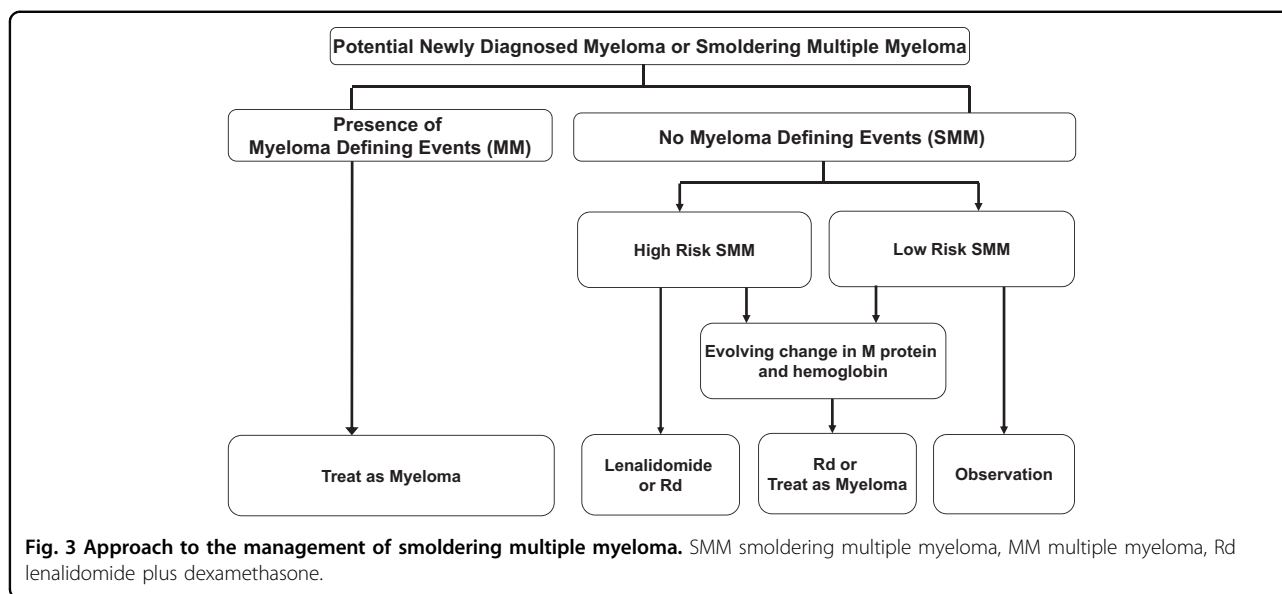 Potential Newly Diagnosed Myeloma or Smoldering Multiple Myeloma
Presence of
Myeloma Defining Events (MM)
No Myeloma Defining Events (SMM)
High Risk SMM
Low Risk SMM
Evolving change in M protein
and hemoglobin
Treat as Myeloma
Lenalidomide
or Rd
Rd or
Treat as Myeloma
Observation
Fig. 3 Approach to the management of smoldering multiple myeloma. SMM smoldering multiple myeloma, MM multiple myeloma, Rd
lenalidomide plus dexamethasone.